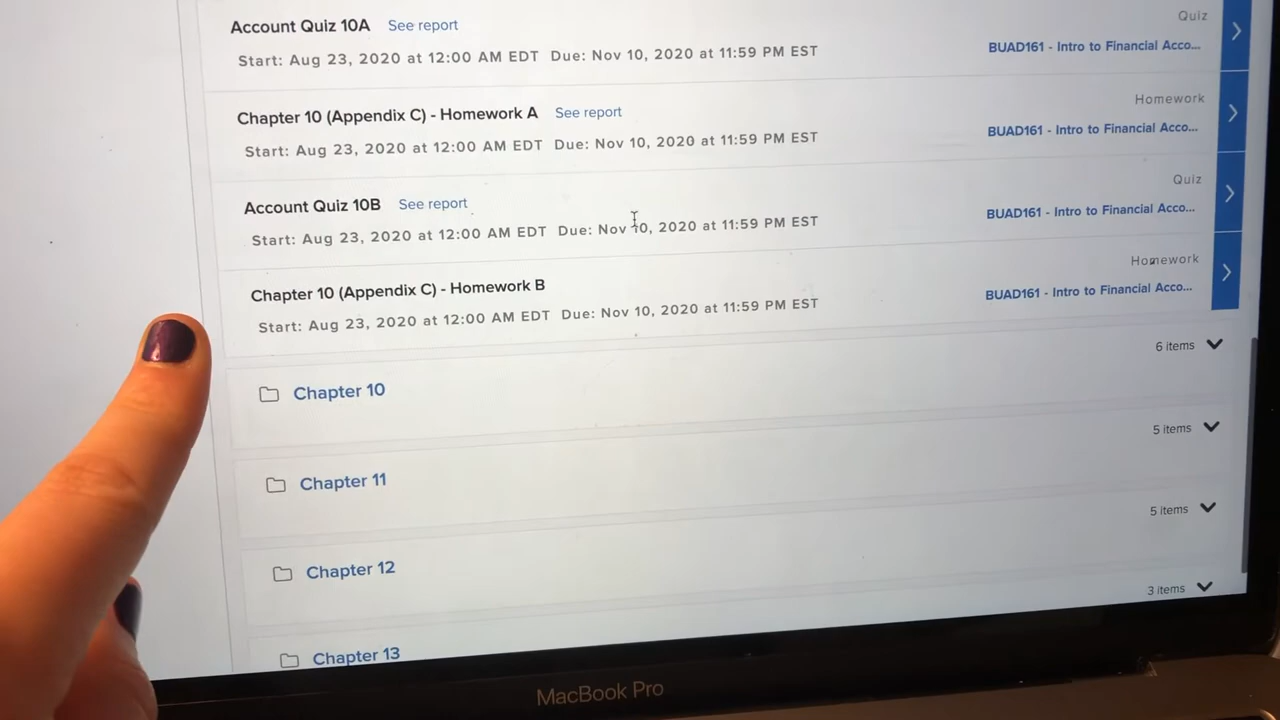 Account Quiz 10A See report Quiz
Start: Aug 23, 2020 at 12:00 AM EDT Due: Nov 10, 2020 at 11:59 PM EST BUAD161 - Intro to Financial Acco...
Chapter 10 (Appendix C) - Homework A See report Homework
Start: Aug 23, 2020 at 12:00 AM EDT Due: Nov 10, 2020 at 11:59 PM EST BUAD161 - Intro to Financial Acco...
Account Quiz 10B See report Quiz
Start: Aug 23, 2020 at 12:00 AM EDT Due: Nov 10, 2020 at 11:59 PM EST BUAD161 - Intro to Financial Acco...
Chapter 10 (Appendix C) - Homework B Homework
Start: Aug 23, 2020 at 12:00 AM EDT Due: Nov 10, 2020 at 11:59 PM EST BUAD161 - Intro to Financial Acco...
Chapter 10 6 items
Chapter 11 5 items
Chapter 12 5 items
Chapter 13 3 items
MacBook Pro